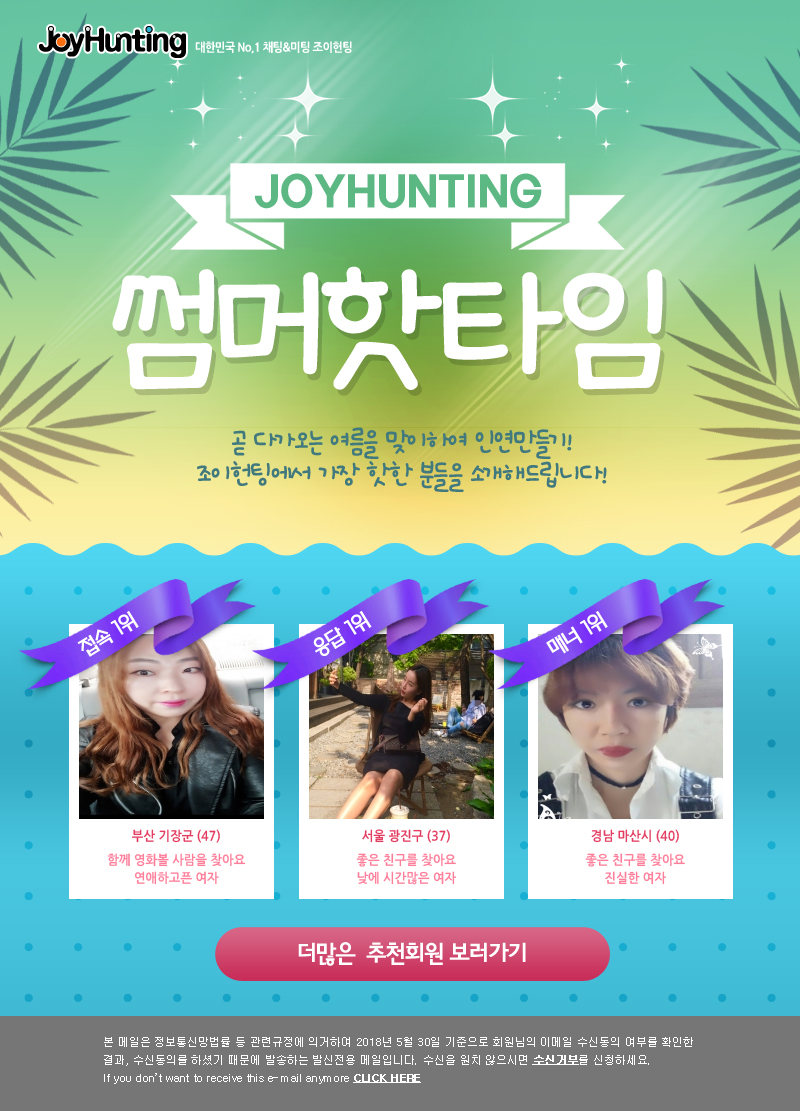 JoyHunting 대한민국 No,1 채팅&미팅 조이헌팅
JOYHUNTING
썸머핫타임
곧 다가오는 여름을 맞이하여 인연만들기!
조이헌팅에서 가장 핫한 분들을 소개해드립니다!
접속 1위
응답 1위
매너 1위
부산 기장군 (47)
함께 영화볼 사람을 찾아요
연애하고픈 여자
서울 광진구 (37)
좋은 친구를 찾아요
낮에 시간많은 여자
경남 마산시 (40)
좋은 친구를 찾아요
진실한 여자
더많은 추천회원 보러가기
본 메일은 정보통신망법률 등 관련규정에 의거하여 2018년 5월 30일 기준으로 회원님의 이메일 수신동의 여부를 확인한
결과, 수신동의를 하셨기 때문에 발송하는 발신전용 메일입니다. 수신을 원치 않으시면 수신거부를 신청하세요.
If you don't want to receive this e-mail anymore CLICK HERE